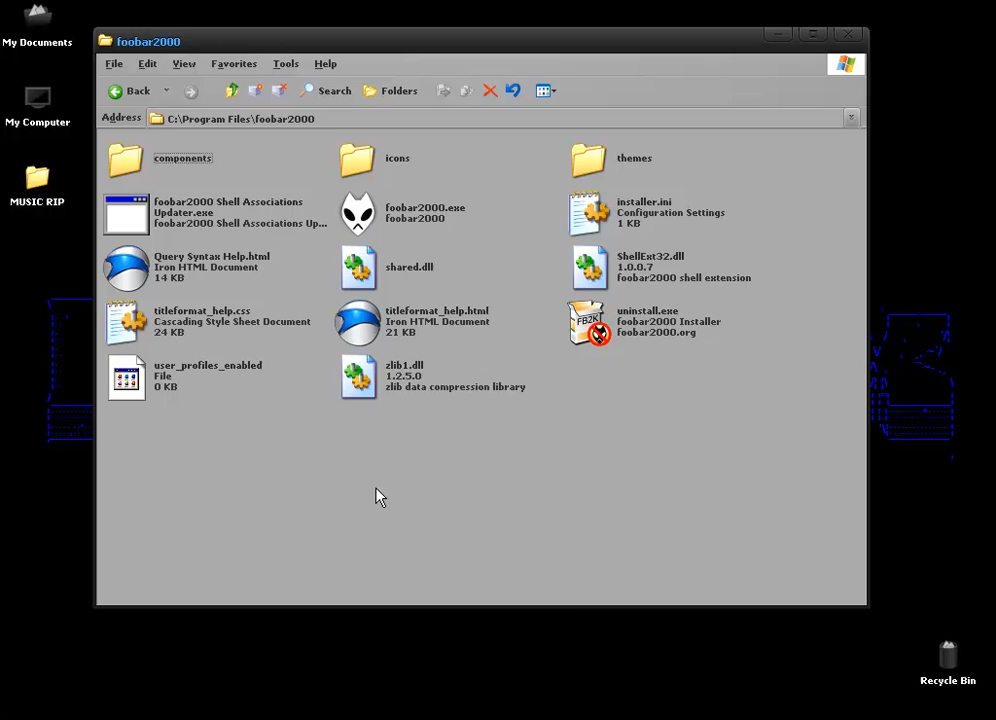 My Documents
My Computer
MUSIC RIP
foobar2000
File Edit View Favorites Tools Help
Back Search Folders
Address C:\Program Files\foobar2000
components
icons
themes
foobar2000 Shell Associations
Updater.exe
foobar2000 Shell Associations Up...
foobar2000.exe
foobar2000
installer.ini
Configuration Settings
1 KB
Query Syntax Help.html
Iron HTML Document
14 KB
shared.dll
ShellExt32.dll
1.0.0.7
foobar2000 shell extension
titleformat_help.css
Cascading Style Sheet Document
24 KB
titleformat_help.html
Iron HTML Document
21 KB
FB2K
uninstall.exe
foobar2000 Installer
foobar2000.org
user_profiles_enabled
File
0 KB
zlib1.dll
1.2.5.0
zlib data compression library
Recycle Bin